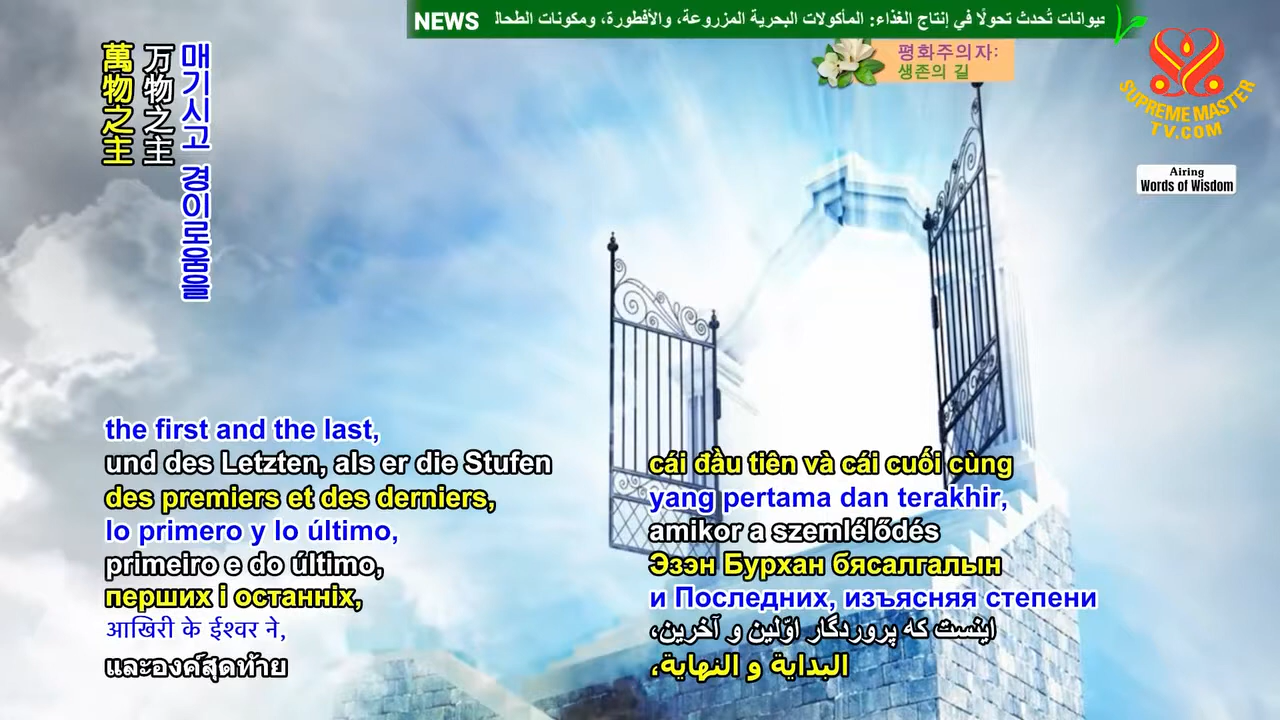 NEWS
حيوانات تُحدث تحولًا في إنتاج الغذاء: المأكولات البحرية المزروعة، والأفطورة، ومكونات الطحا
평화주의자:
생존의 길
SUPREME MASTER
TV.COM
Airing
Words of Wisdom
매기시고 경이로움을
万物之主
萬物之主
the first and the last,
und des Letzten, als er die Stufen
des premiers et des derniers,
lo primero y lo último,
primeiro e do último,
перших і останніх,
आखिरी के ईश्वर ने,
และองค์สุดท้าย
cái đầu tiên và cái cuối cùng
yang pertama dan terakhir,
amikor a szemlélődés
Эзэн Бурхан бясалгалын
и Последних, изъясняя степени
اینست که پروردگار اوّلین و آخرین،
البداية و النهاية،